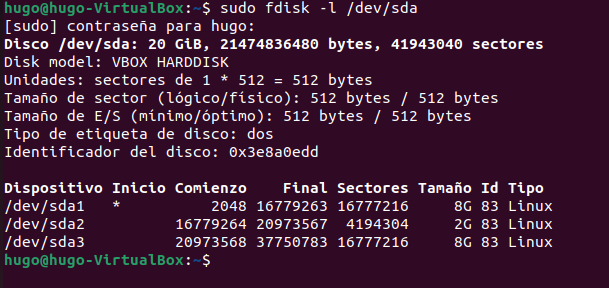 hugo@hugo-VirtualBox:~$ sudo fdisk -l /dev/sda
[sudo] contraseña para hugo:
Disco /dev/sda: 20 GiB, 21474836480 bytes, 41943040 sectores
Disk model: VBOX HARDDISK
Unidades: sectores de 1 * 512 = 512 bytes
Tamaño de sector (lógico/físico): 512 bytes / 512 bytes
Tamaño de E/S (mínimo/óptimo): 512 bytes / 512 bytes
Tipo de etiqueta de disco: dos
Identificador del disco: 0x3e8a0edd

Dispositivo Inicio Comienzo    Final Sectores Tamaño Id Tipo
/dev/sda1   *          2048 16779263 16777216     8G 83 Linux
/dev/sda2          16779264 20973567  4194304     2G 83 Linux
/dev/sda3          20973568 37750783 16777216     8G 83 Linux
hugo@hugo-VirtualBox:~$